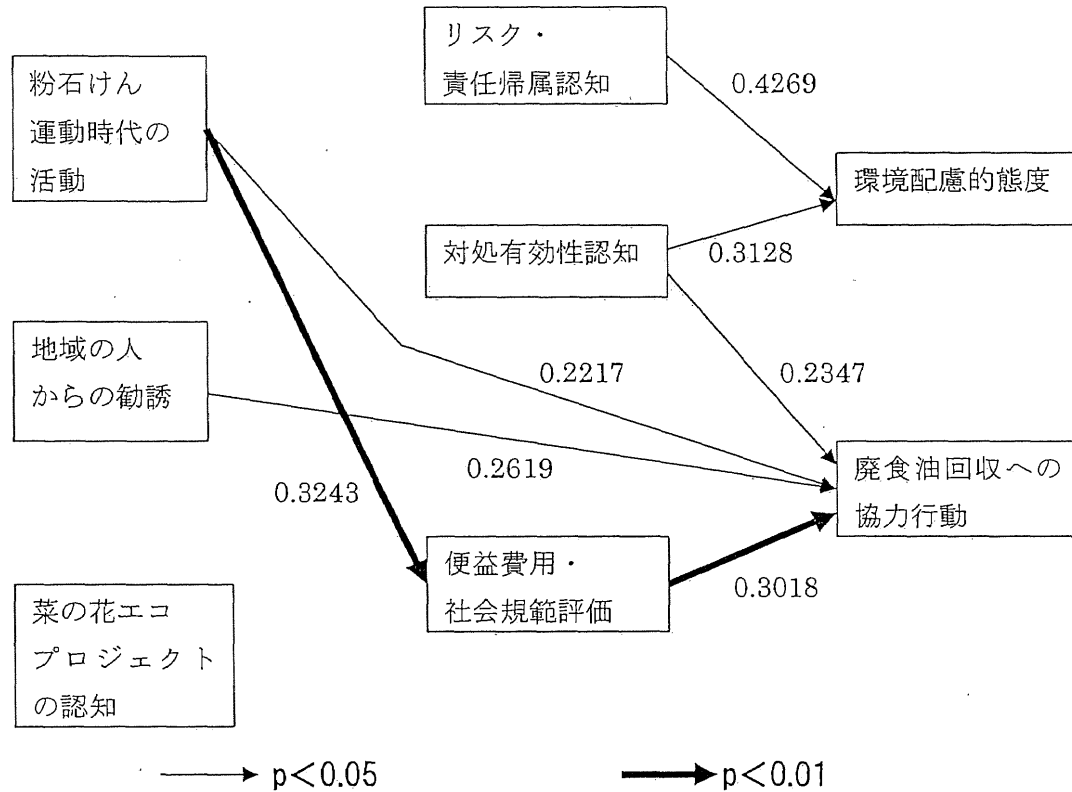 リスク・
責任帰属認知
粉石けん
運動時代の
活動
0.4269
環境配慮的態度
対処有効性認知
0.3128
地域の人
からの勧誘
0.2217
0.2347
0.2619
廃食油回収への
協力行動
0.3243
便益費用・
社会規範評価
0.3018
菜の花エコ
プロジェクト
の認知
p<0.05
p<0.01